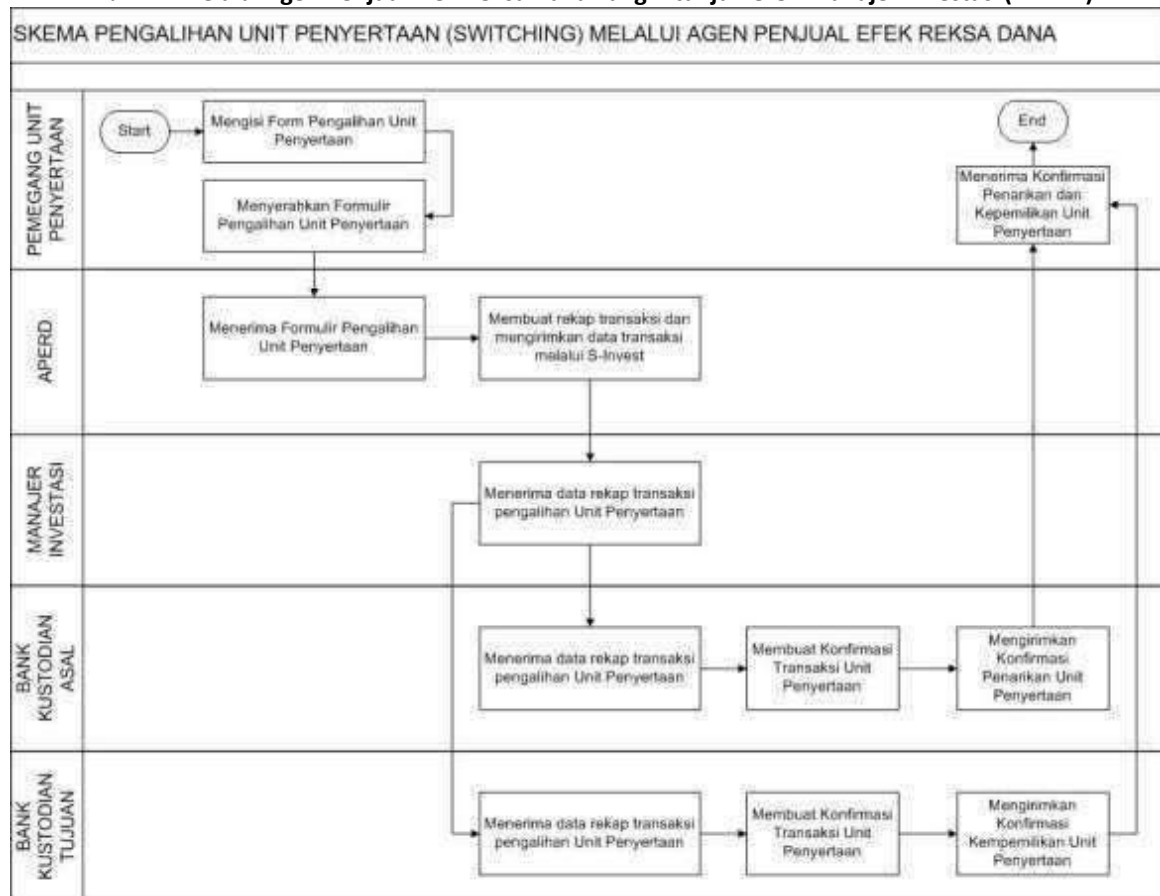 SKEMA PENGALIHAN UNIT PENYERTAAN (SWITCHING) MELALUI AGEN PENJUAL EFEK REKSA DANA
PEMEGANG UNIT
PENYERTAAN
Start
Mengisi Form Pengalihan Unit
Penyertaan
Menyerahkan Formulir
Pengalihan Unit Penyertaan
End
Menerima Konfirmasi
Penarikan dan
Kepemilikan Unit
Penyertaan
APERD
Menerima Formulir Pengalihan
Unit Penyertaan
Membuat rekap transaksi dan
mengirimkan data transaksi
melalui S-Invest
MANAJER
INVESTASI
Menerima data rekap transaksi
pengalihan Unit Penyertaan
BANK
KUSTODIAN
ASAL
Menerima data rekap transaksi
pengalihan Unit Penyertaan
Membuat Konfirmasi
Transaksi Unit
Penyertaan
Mengirimkan
Konfirmasi
Penarikan Unit
Penyertaan
BANK
KUSTODIAN
TUJUAN
Menerima data rekap transaksi
pengalihan Unit Penyertaan
Membuat Konfirmasi
Transaksi Unit
Penyertaan
Mengirimkan
Konfirmasi
Kempemilikan Unit
Penyertaan